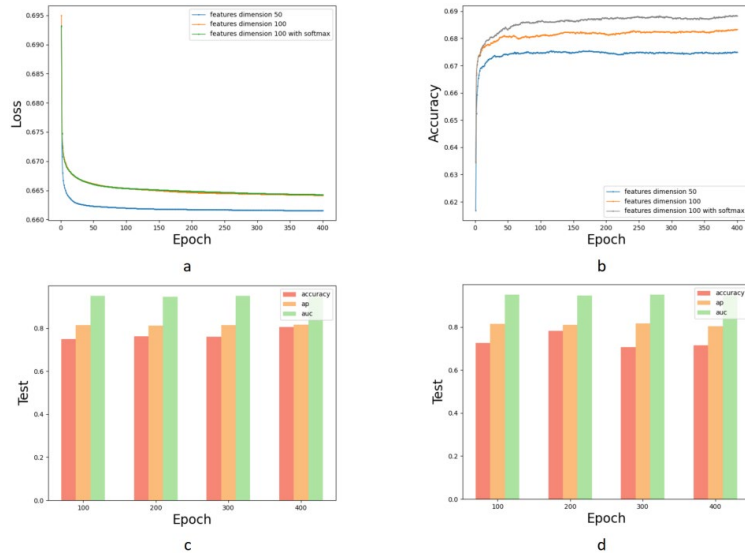 0.695
0.690
0.685
0.680
0.675
0.670
0.665
0.660
Loss
features dimension 50
features dimension 100
features dimension 100 with softmax
0 50 100 150 200 250 300 350 400
Epoch
a
0.69
0.68
0.67
0.66
0.65
0.64
0.63
0.62
Accuracy
features dimension 50
features dimension 100
features dimension 100 with softmax
0 50 100 150 200 250 300 350 400
Epoch
b
0.8
0.6
0.4
0.2
0.0
Test
accuracy
ap
auc
100 200 300 400
Epoch
c
0.8
0.6
0.4
0.2
0.0
Test
accuracy
ap
auc
100 200 300 400
Epoch
d